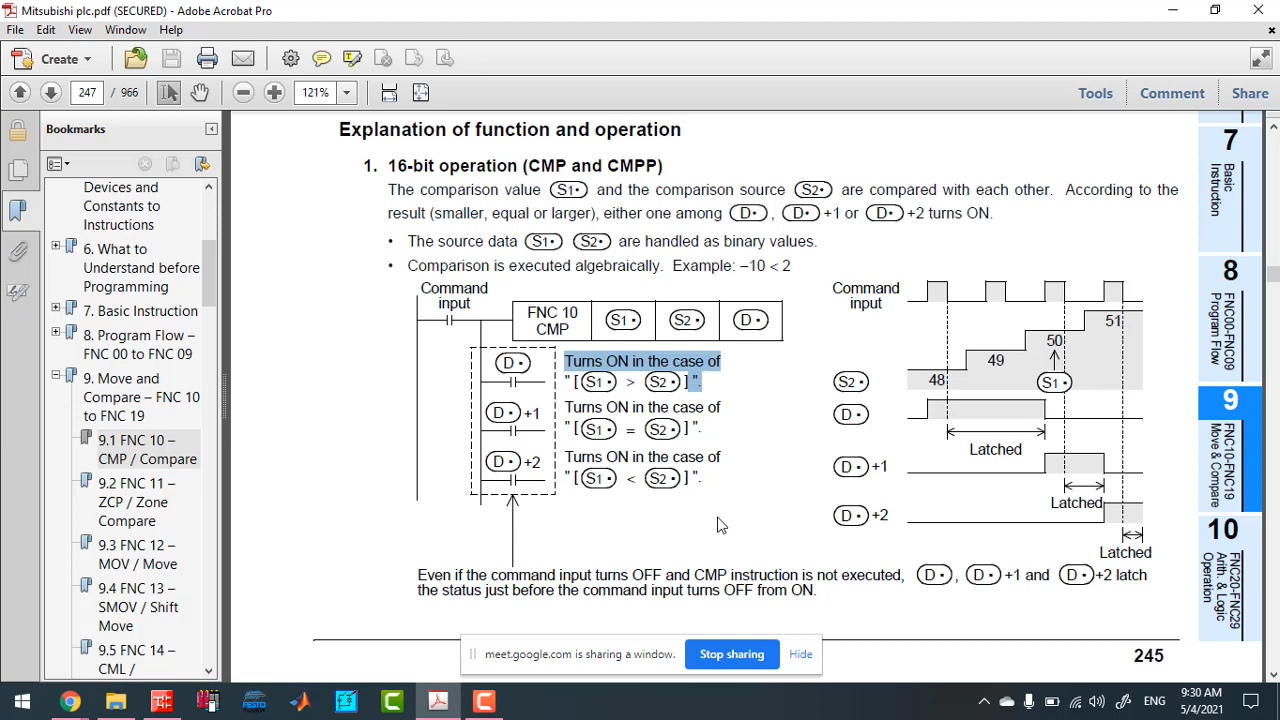 Mitsubishi plc.pdf (SECURED) - Adobe Acrobat Pro
File Edit View Window Help
Create
247 / 966
121%
Tools Comment Share
Bookmarks
Devices and
Constants to
Instructions
6. What to
Understand before
Programming
7. Basic Instruction
8. Program Flow –
FNC 00 to FNC 09
9. Move and
Compare – FNC 10
to FNC 19
9.1 FNC 10 –
CMP / Compare
9.2 FNC 11 –
ZCP / Zone
Compare
9.3 FNC 12 –
MOV / Move
9.4 FNC 13 –
SMOV / Shift
Move
9.5 FNC 14 –
CML /
Explanation of function and operation
1. 16-bit operation (CMP and CMPP)
The comparison value S1• and the comparison source S2• are compared with each other. According to the
result (smaller, equal or larger), either one among D• , D• +1 or D• +2 turns ON.
• The source data S1• S2• are handled as binary values.
• Comparison is executed algebraically. Example: –10 < 2
Command
input
FNC 10
CMP
S1• S2• D•
D•
Turns ON in the case of
" [ S1• > S2• ] ".
D• +1
Turns ON in the case of
" [ S1• = S2• ] ".
D• +2
Turns ON in the case of
" [ S1• < S2• ] ".
Command
input
51
50
49
S2• 48 S1•
D•
Latched
D• +1
Latched
D• +2
Latched
Even if the command input turns OFF and CMP instruction is not executed, D• , D• +1 and D• +2 latch
the status just before the command input turns OFF from ON.
245
7
Basic
Instruction
8
FNC00-FNC09
Program Flow
9
FNC10-FNC19
Move & Compare
10
FNC20-FNC29
Arith. & Logic
Operation
meet.google.com is sharing a window. Stop sharing Hide
FESTO
ENG
9:30 AM
5/4/2021